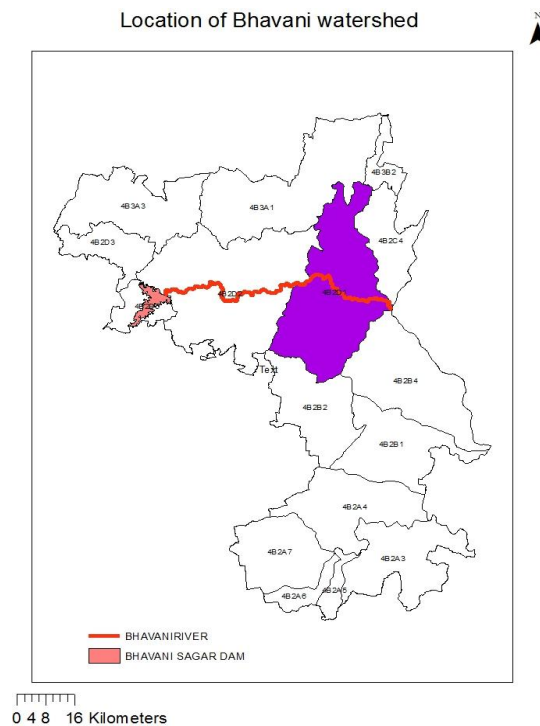 Location of Bhavani watershed
N
4B3B2
4B3A3
4B3A1
4B2D3
4B2C4
Text
4B2B4
4B2B2
4B2B1
4B2A4
4B2A7
4B2A3
4B2A6
4B2A5
BHAVANIRIVER
BHAVANI SAGAR DAM
0 4 8 16 Kilometers